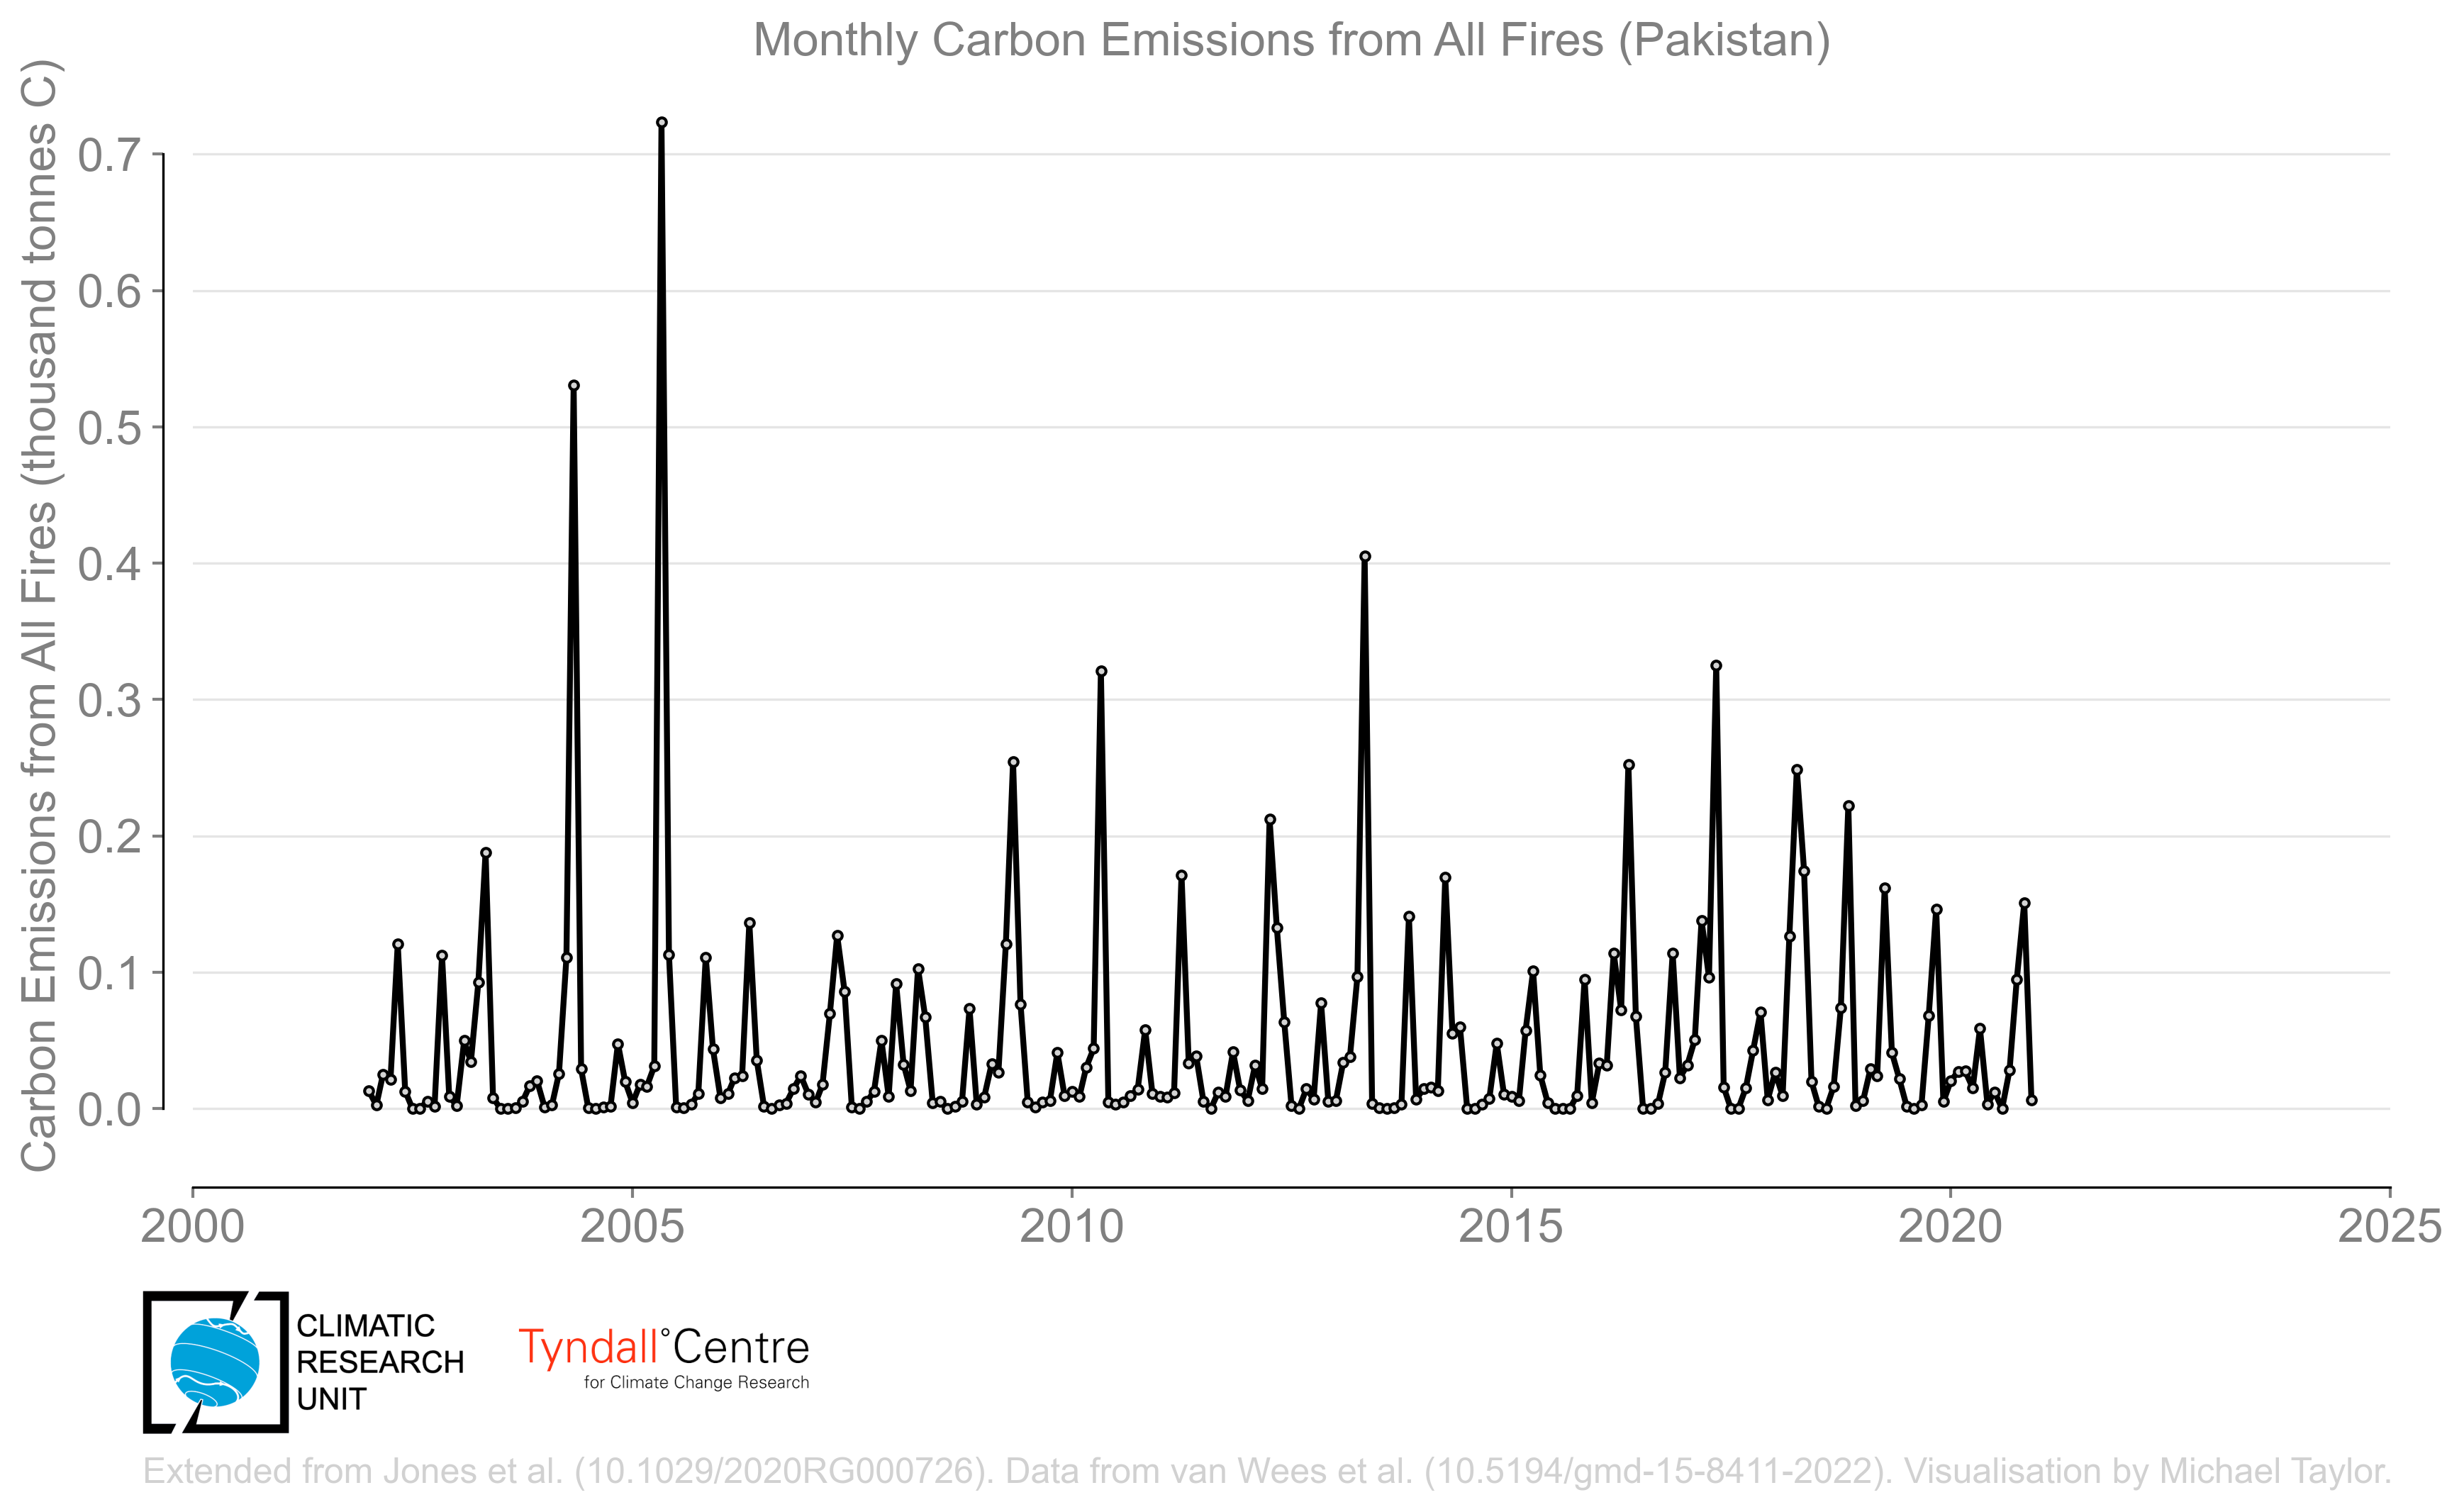 Monthly Carbon Emissions from All Fires (Pakistan)
Carbon Emissions from All Fires (thousand tonnes C)
0.7
0.6
0.5
0.4
0.3
0.2
0.1
0.0
2000 2005 2010 2015 2020 2025
CLIMATIC
RESEARCH
UNIT
Tyndall°Centre
for Climate Change Research
Extended from Jones et al. (10.1029/2020RG000726). Data from van Wees et al. (10.5194/gmd-15-8411-2022). Visualisation by Michael Taylor.